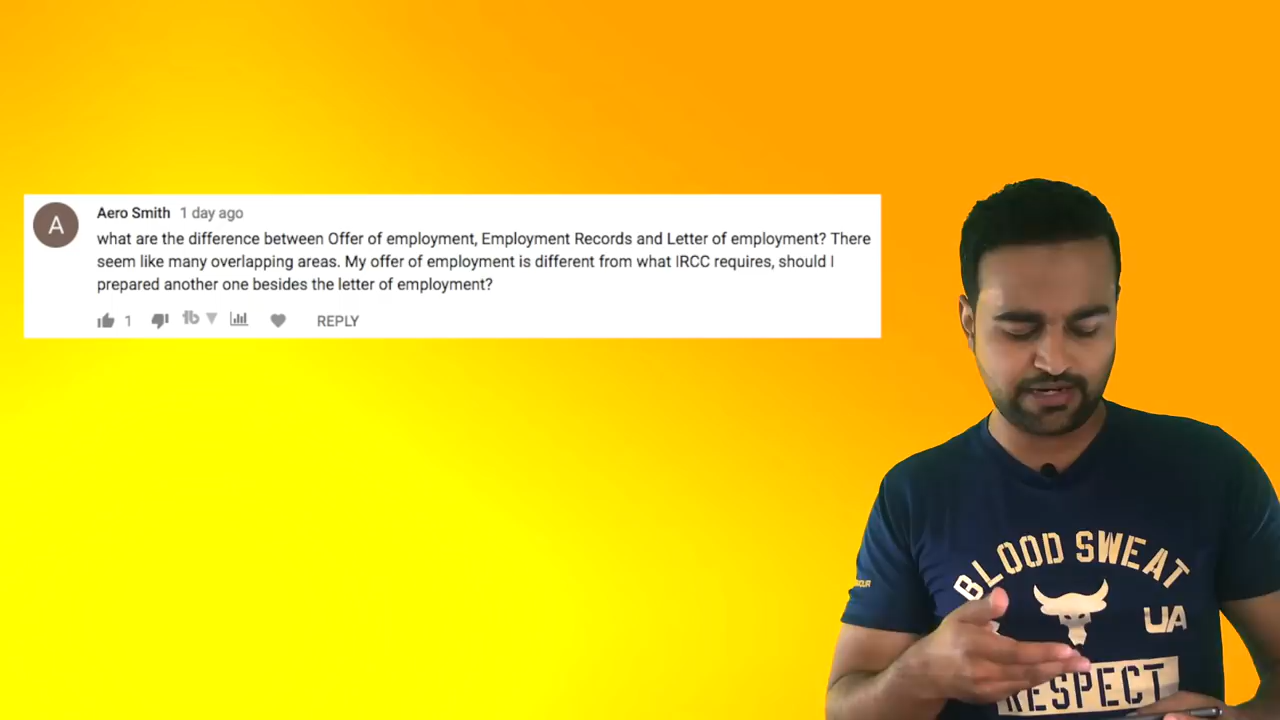 A
Aero Smith 1 day ago
what are the difference between Offer of employment, Employment Records and Letter of employment? There
seem like many overlapping areas. My offer of employment is different from what IRCC requires, should I
prepared another one besides the letter of employment?
1
REPLY
BLOOD SWEAT
UA
RESPECT